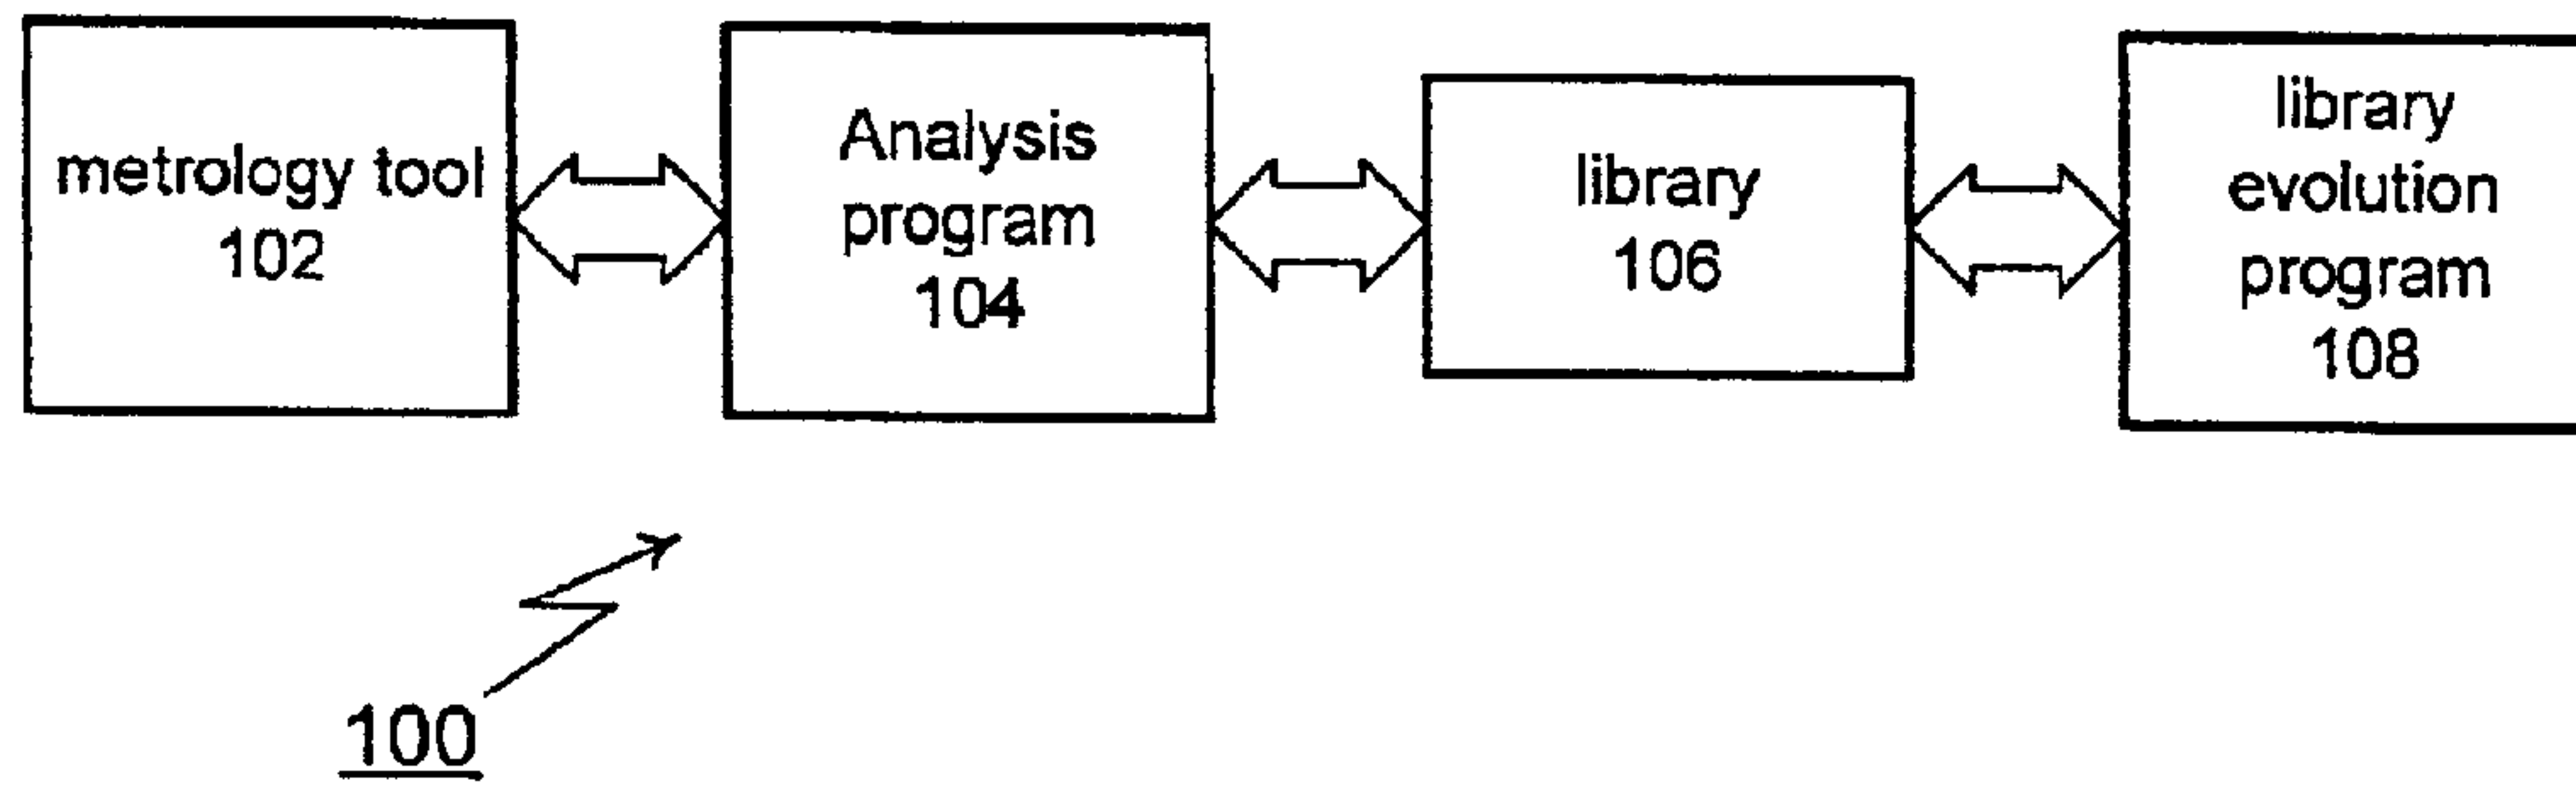 metrology tool
102
Analysis
program
104
library
106
library
evolution
program
108
100